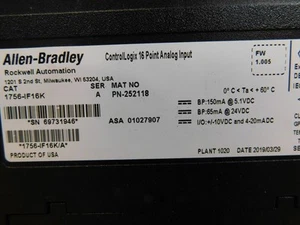 Allen-Bradley
ControlLogix 16 Point Analog Input
FW
1.005
Rockwell Automation
1201 S 2nd St, Milwaukee, WI 53204, USA
CAT SER MAT NO
1756-IF16K A PN-252118
0° C < Ta < = 60° C
BP:150mA @ 5.1VDC
BP:65mA @ 24VDC
*SN 69731946* ASA 01027907
I/O:+/-10VDC and 4-20mADC
*1756-IF16K/A*
PRODUCT OF USA
PLANT 1020 DATE 2019/03/29